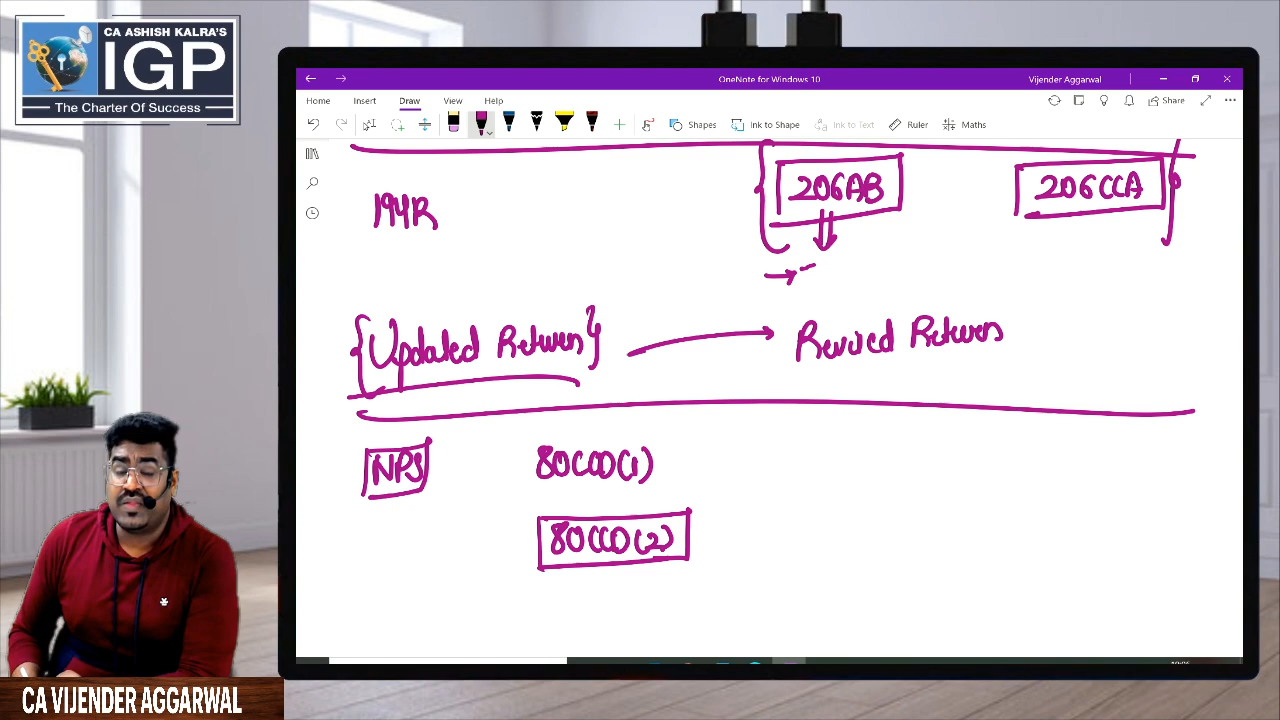 CA ASHISH KALRA'S
IGP
The Charter Of Success
OneNote for Windows 10
Vijender Aggarwal
Home Insert Draw View Help
Share
Shapes Ink to Shape Ink to Text Ruler Maths
194R 206AB 206CCA
{Updated Return} → Revised Return
NPS 80CCD(1)
80CCD(2)
CA VIJENDER AGGARWAL